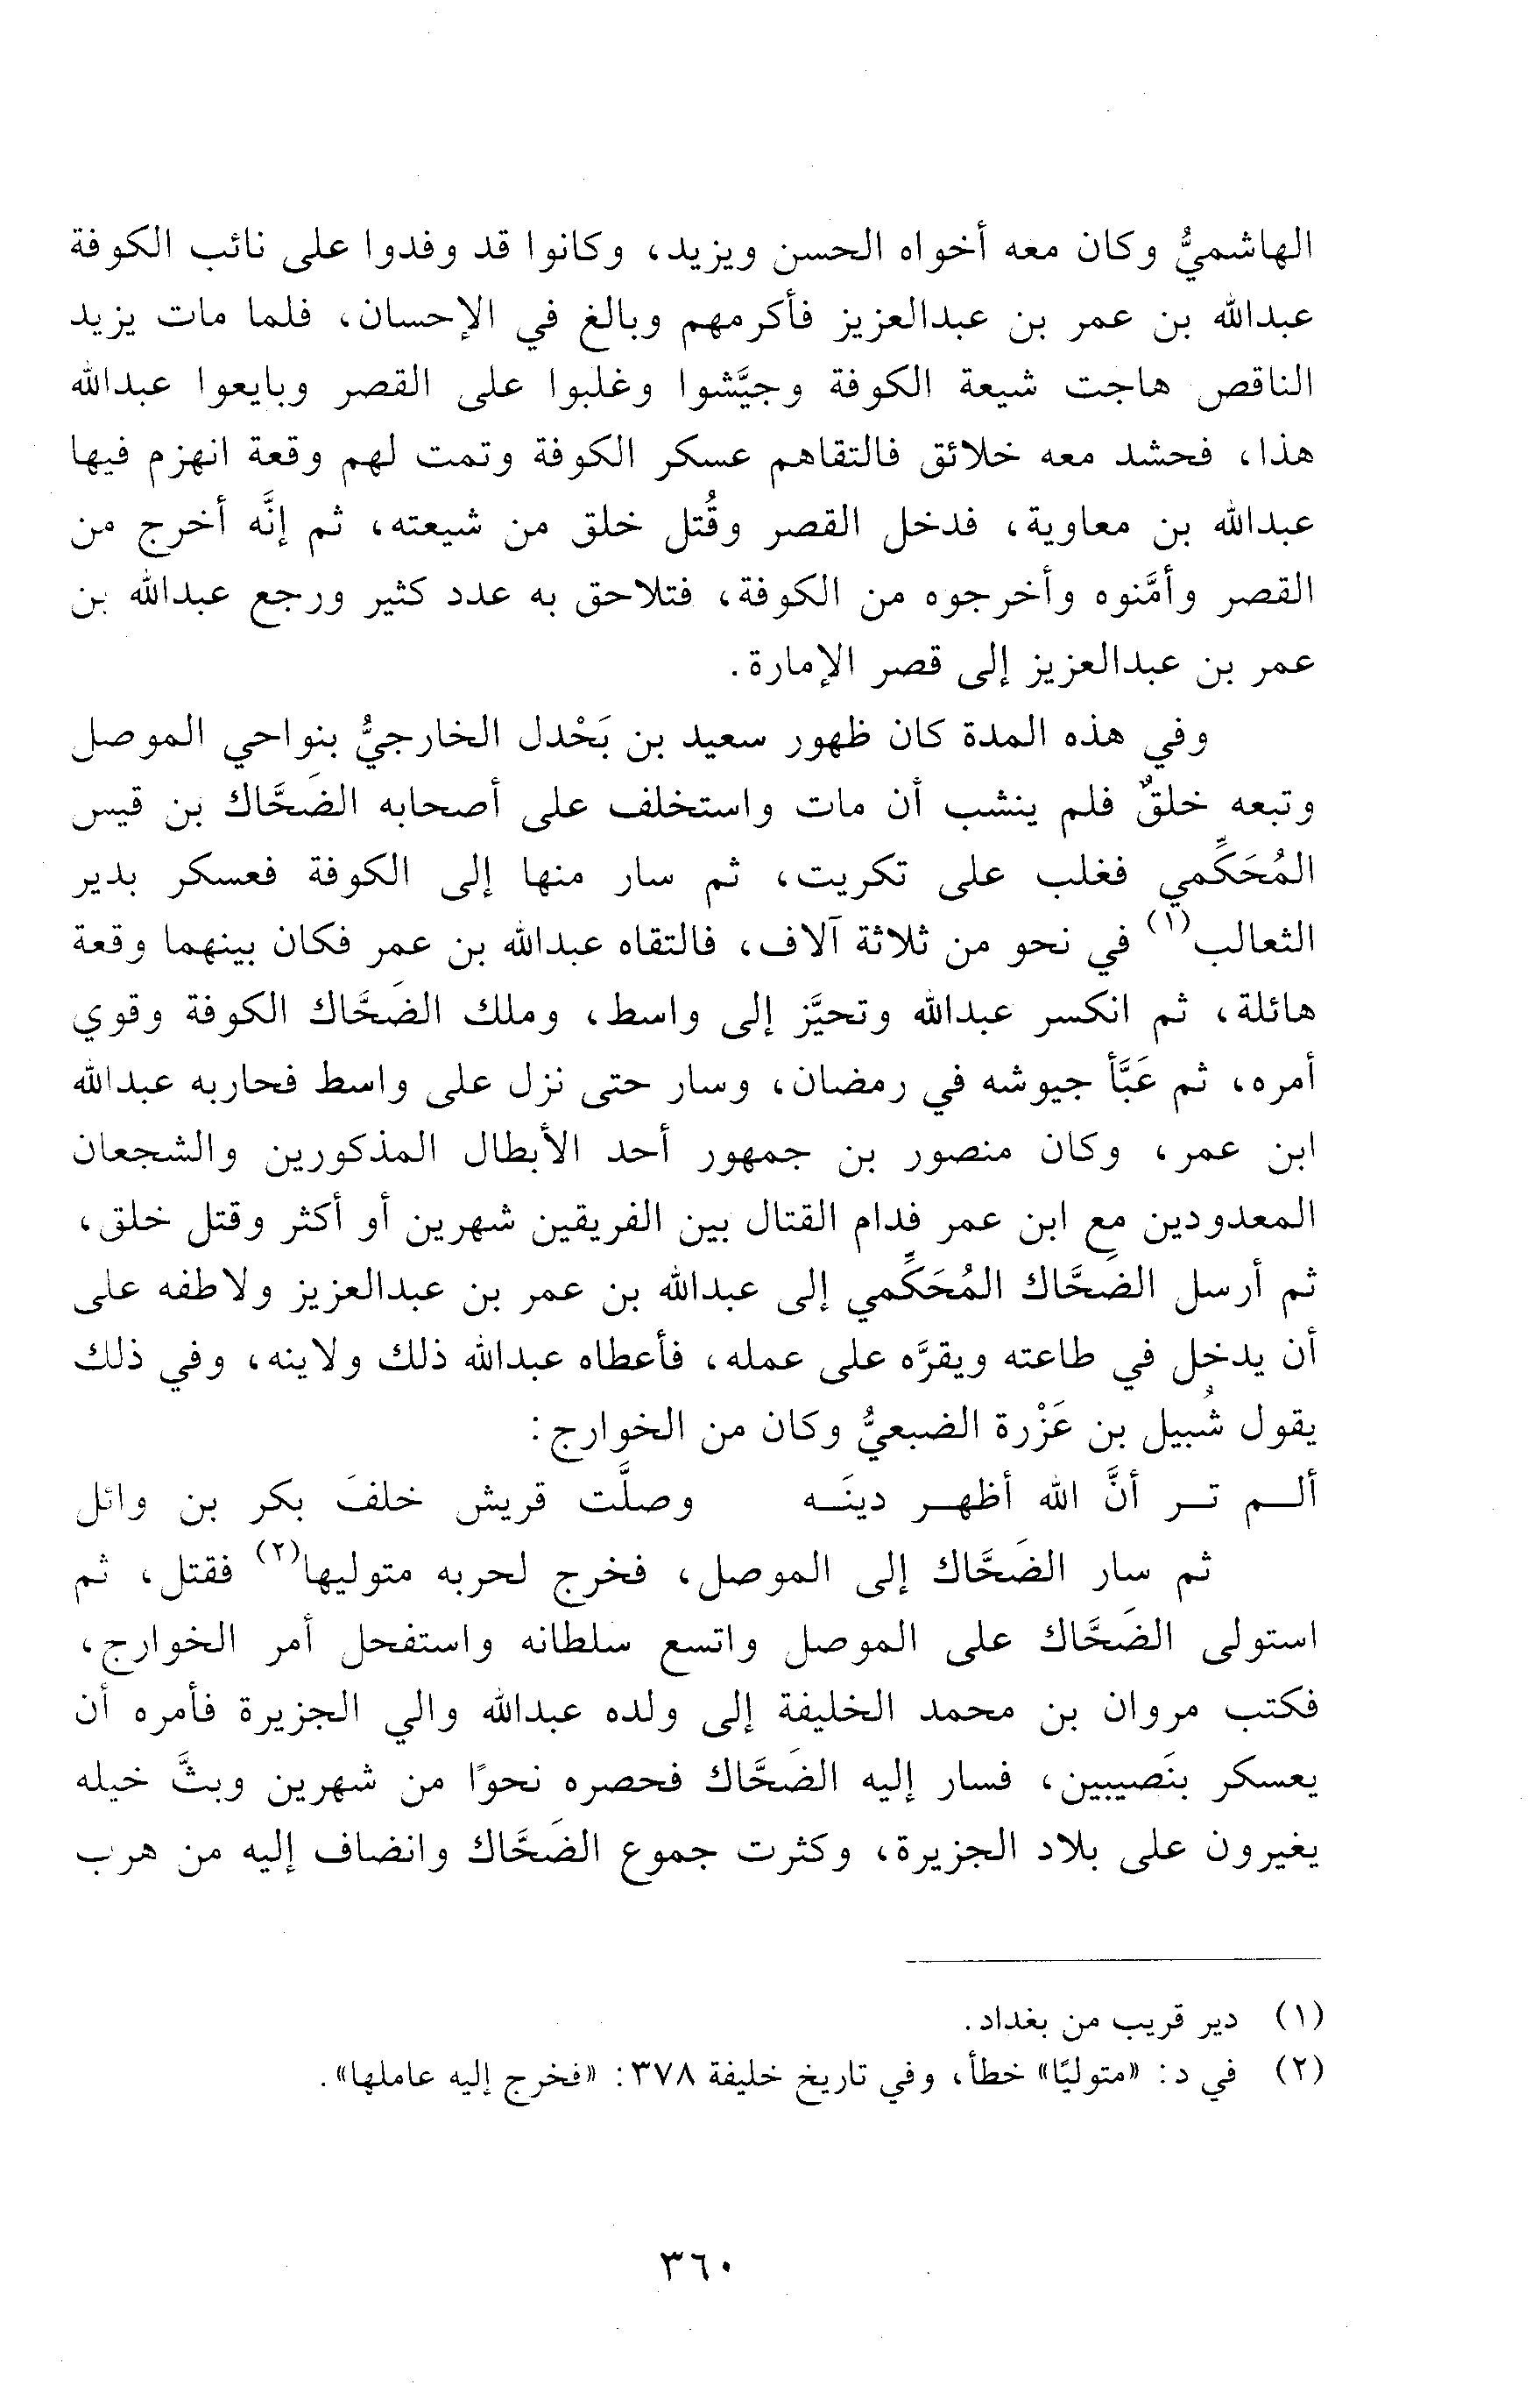 الهاشميُّ وكان معه أخواه الحسن ويزيد، وكانوا قد وفدوا على نائب الكوفة
عبدالله بن عمر بن عبدالعزيز فأكرمهم وبالغ في الإحسان، فلما مات يزيد
الناقص هاجت شيعة الكوفة وجيَّشوا وغلبوا على القصر وبايعوا عبدالله
هذا، فحشد معه خلائق فالتقاهم عسكر الكوفة وتمت لهم وقعة انهزم فيها
عبدالله بن معاوية، فدخل القصر وقُتل خلق من شيعته، ثم إنَّه أخرج من
القصر وأمَّنوه وأخرجوه من الكوفة، فتلاحق به عدد كثير ورجع عبدالله بن
عمر بن عبدالعزيز إلى قصر الإمارة.
وفي هذه المدة كان ظهور سعيد بن بَحْدل الخارجيُّ بنواحي الموصل
وتبعه خلقٌ فلم ينشب أن مات واستخلف على أصحابه الضَحَّاك بن قيس
المُحَكِّمي فغلب على تكريت، ثم سار منها إلى الكوفة فعسكر بدير
الثعالب(١) في نحو من ثلاثة آلاف، فالتقاه عبدالله بن عمر فكان بينهما وقعة
هائلة، ثم انكسر عبدالله وتحيَّز إلى واسط، وملك الضَحَّاك الكوفة وقوي
أمره، ثم عَبَّأ جيوشه في رمضان، وسار حتى نزل على واسط فحاربه عبدالله
ابن عمر، وكان منصور بن جمهور أحد الأبطال المذكورين والشجعان
المعدودين مع ابن عمر فدام القتال بين الفريقين شهرين أو أكثر وقتل خلق،
ثم أرسل الضَحَّاك المُحَكِّمي إلى عبدالله بن عمر بن عبدالعزيز ولاطفه على
أن يدخل في طاعته ويقرَّه على عمله، فأعطاه عبدالله ذلك ولاينه، وفي ذلك
يقول شُبيل بن عَزْرة الضبعيُّ وكان من الخوارج:
ألـم تـر أنَّ الله أظهـر دينَـه وصلَّت قريش خلفَ بكر بن وائل
ثم سار الضَحَّاك إلى الموصل، فخرج لحربه متوليها(٢) فقتل، ثم
استولى الضَحَّاك على الموصل واتسع سلطانه واستفحل أمر الخوارج،
فكتب مروان بن محمد الخليفة إلى ولده عبدالله والي الجزيرة فأمره أن
يعسكر بنَصيبين، فسار إليه الضَحَّاك فحصره نحوًا من شهرين وبثَّ خيله
يغيرون على بلاد الجزيرة، وكثرت جموع الضَحَّاك وانضاف إليه من هرب
(١) دير قريب من بغداد.
(٢) في د: «متوليًا» خطأ، وفي تاريخ خليفة ٣٧٨: «فخرج إليه عاملها».
٣٦٠